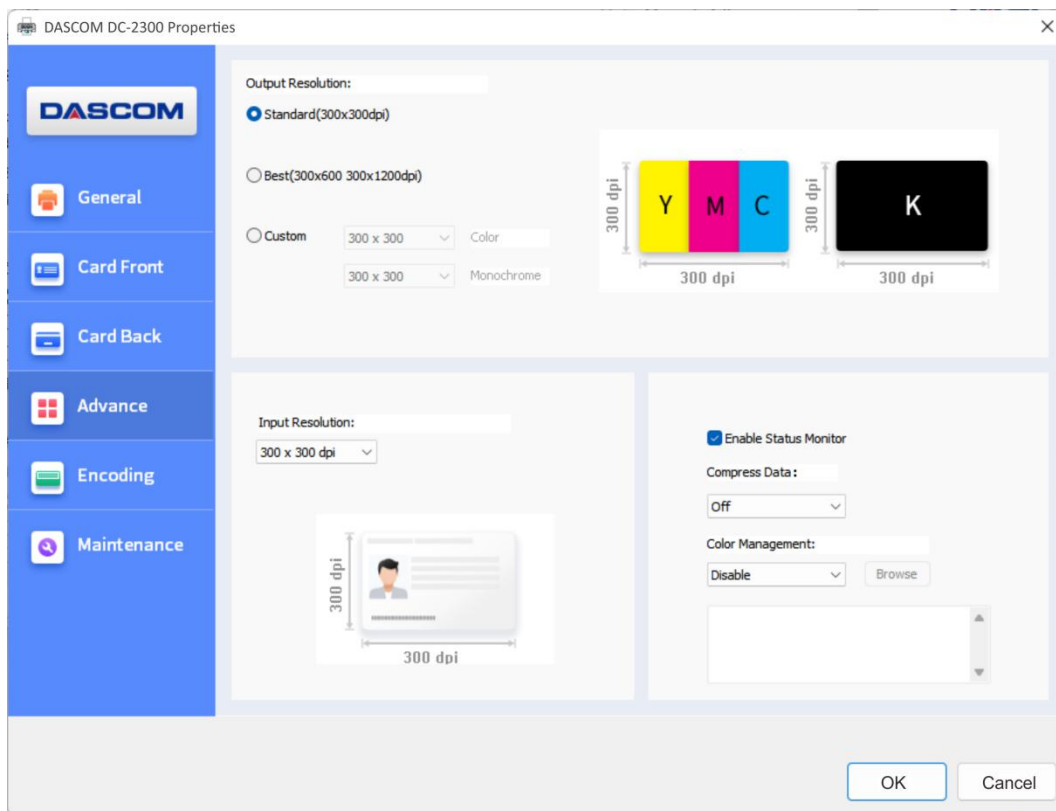 DASCOM DC-2300 Properties
DASCOM
General
Card Front
Card Back
Advance
Encoding
Maintenance
Output Resolution:
Standard(300x300dpi)
Best(300x600 300x1200dpi)
Custom
300 x 300
Color
300 x 300
Monochrome
300 dpi
Y M C
300 dpi
300 dpi
K
300 dpi
Input Resolution:
300 x 300 dpi
300 dpi
300 dpi
Enable Status Monitor
Compress Data:
Off
Color Management:
Disable
Browse
OK
Cancel